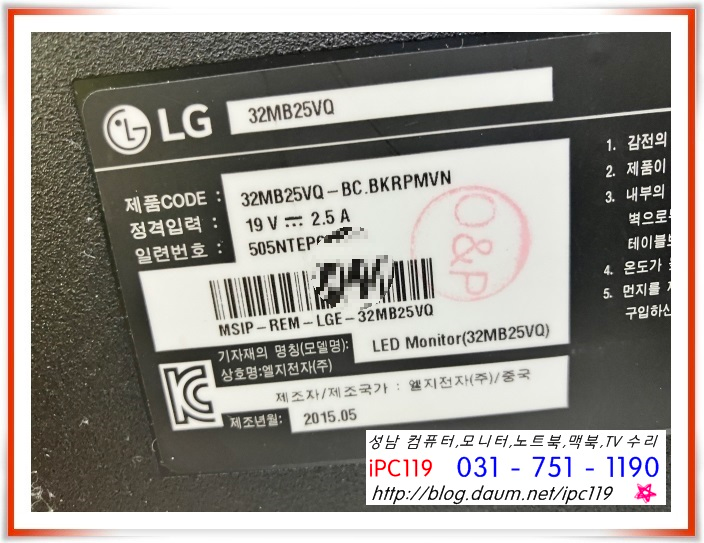 LG 32MB25VQ
제품CODE : 32MB25VQ-BC.BKRPMVN
정격입력 : 19 V ⎓ 2.5 A
일련번호 : 505NTEP
O&P
MSIP-REM-LGE-32MB25VQ
기자재의 명칭(모델명): LED Monitor(32MB25VQ)
상호명:엘지전자(주)
제조자/제조국가 : 엘지전자(주)/중국
제조년월: 2015.05
1. 감전의
2. 제품이
3. 내부의
벽으로
테이블
4. 온도가
5. 먼지를
구입하신
성남 컴퓨터,모니터,노트북,맥북,TV 수리
iPC119 031 - 751 - 1190
http://blog.daum.net/ipc119